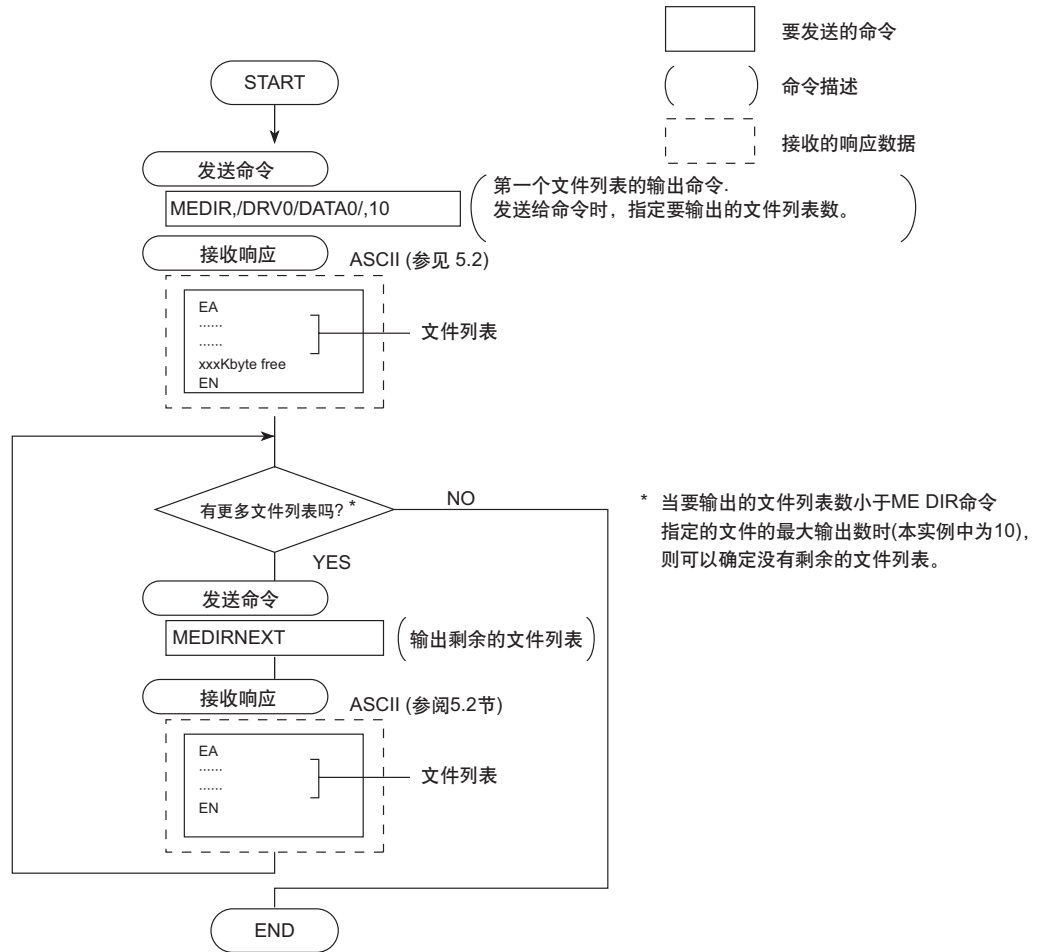 要发送的命令
命令描述
接收的响应数据
START
发送命令
MEDIR,/DRV0/DATA0/,10
第一个文件列表的输出命令.
发送给命令时，指定要输出的文件列表数。
接收响应
ASCII (参见 5.2)
EA
......
......
xxxKbyte free
EN
文件列表
有更多文件列表吗? *
NO
YES
* 当要输出的文件列表数小于ME DIR命令
指定的文件的最大输出数时(本实例中为10),
则可以确定没有剩余的文件列表。
发送命令
MEDIRNEXT
输出剩余的文件列表
接收响应
ASCII (参阅5.2节)
EA
......
......
EN
文件列表
END